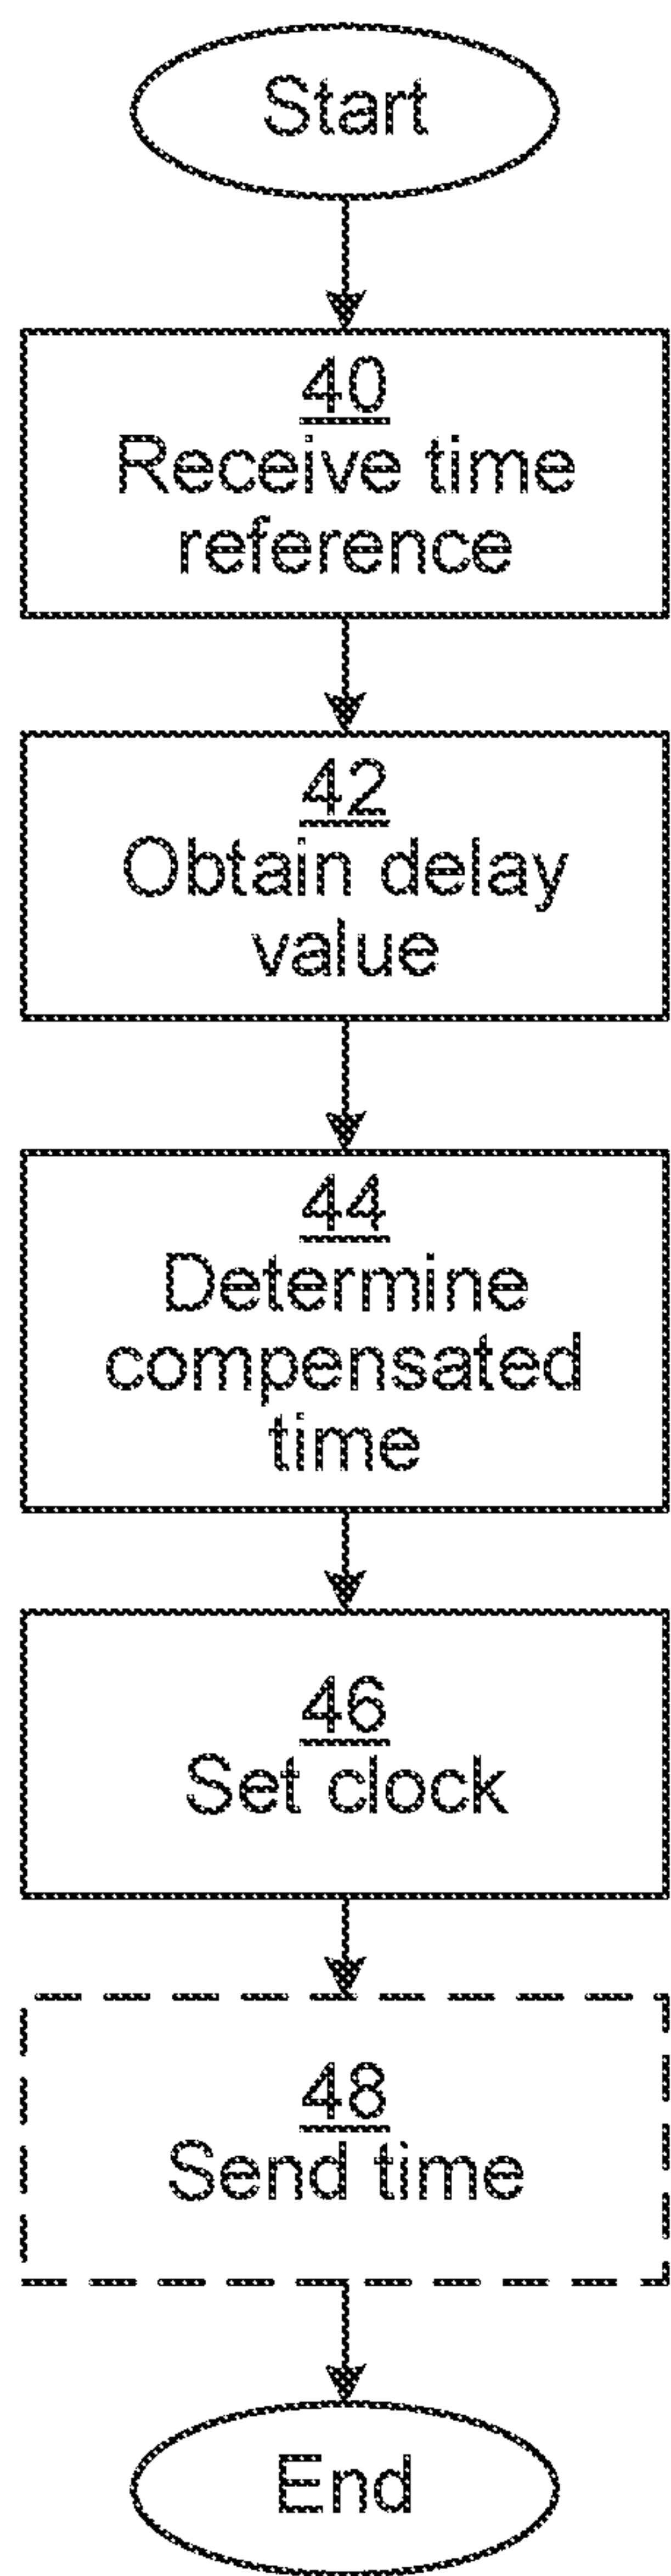 Start
40
Receive time
reference
42
Obtain delay
value
44
Determine
compensated
time
46
Set clock
48
Send time
End